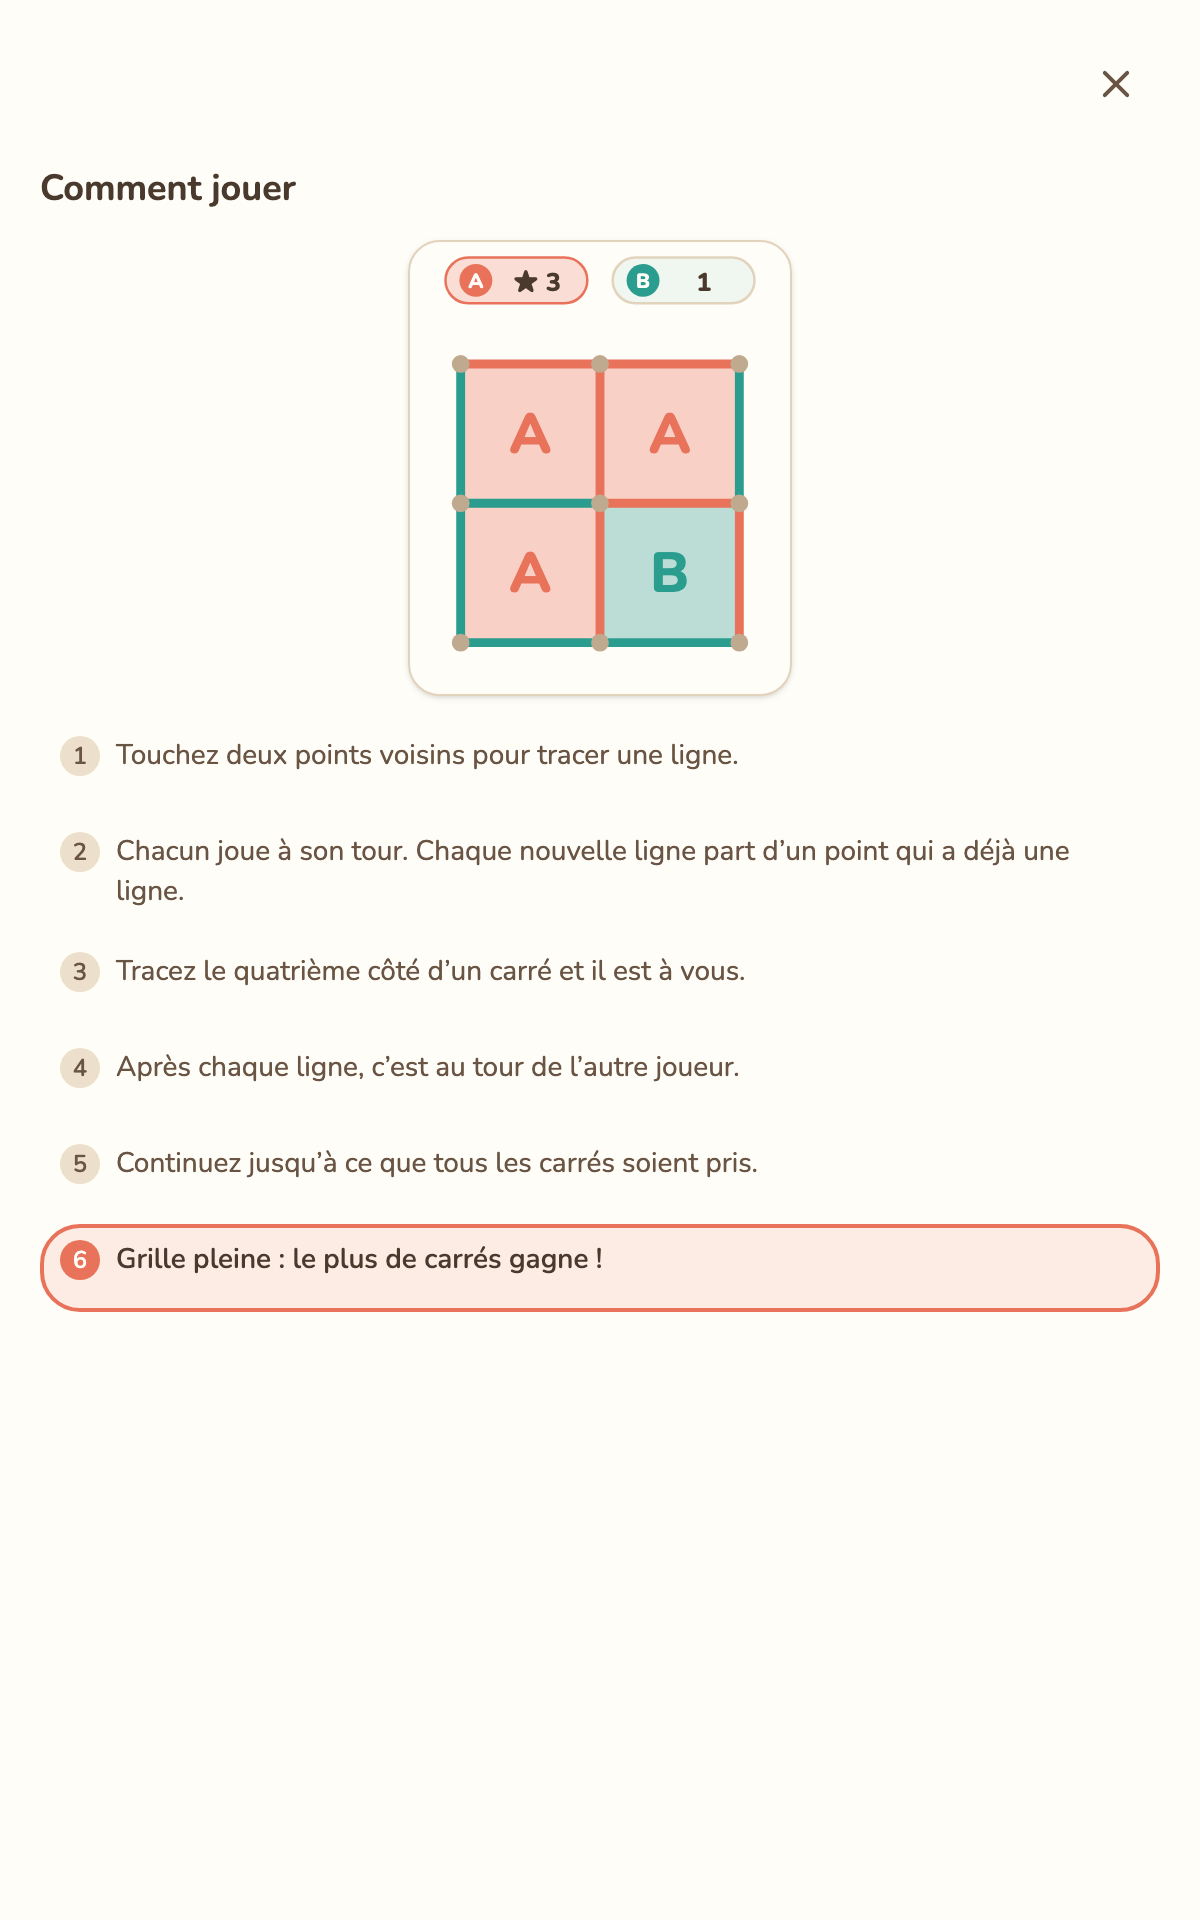 Comment jouer
A ★ 3 B 1
A A
A B
1 Touchez deux points voisins pour tracer une ligne.
2 Chacun joue à son tour. Chaque nouvelle ligne part d’un point qui a déjà une
ligne.
3 Tracez le quatrième côté d’un carré et il est à vous.
4 Après chaque ligne, c’est au tour de l’autre joueur.
5 Continuez jusqu’à ce que tous les carrés soient pris.
6 Grille pleine : le plus de carrés gagne !